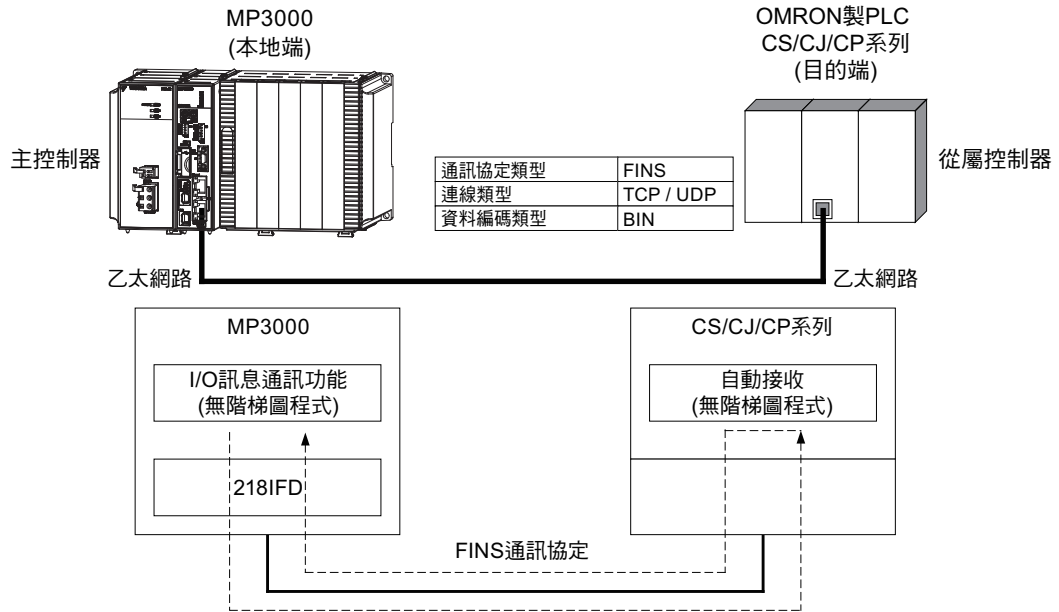 MP3000
(本地端)
OMRON製PLC
CS/CJ/CP系列
(目的端)
主控制器
通訊協定類型 FINS
連線類型 TCP / UDP
資料編碼類型 BIN
從屬控制器
乙太網路
乙太網路
MP3000
CS/CJ/CP系列
I/O訊息通訊功能
(無階梯圖程式)
自動接收
(無階梯圖程式)
218IFD
FINS通訊協定